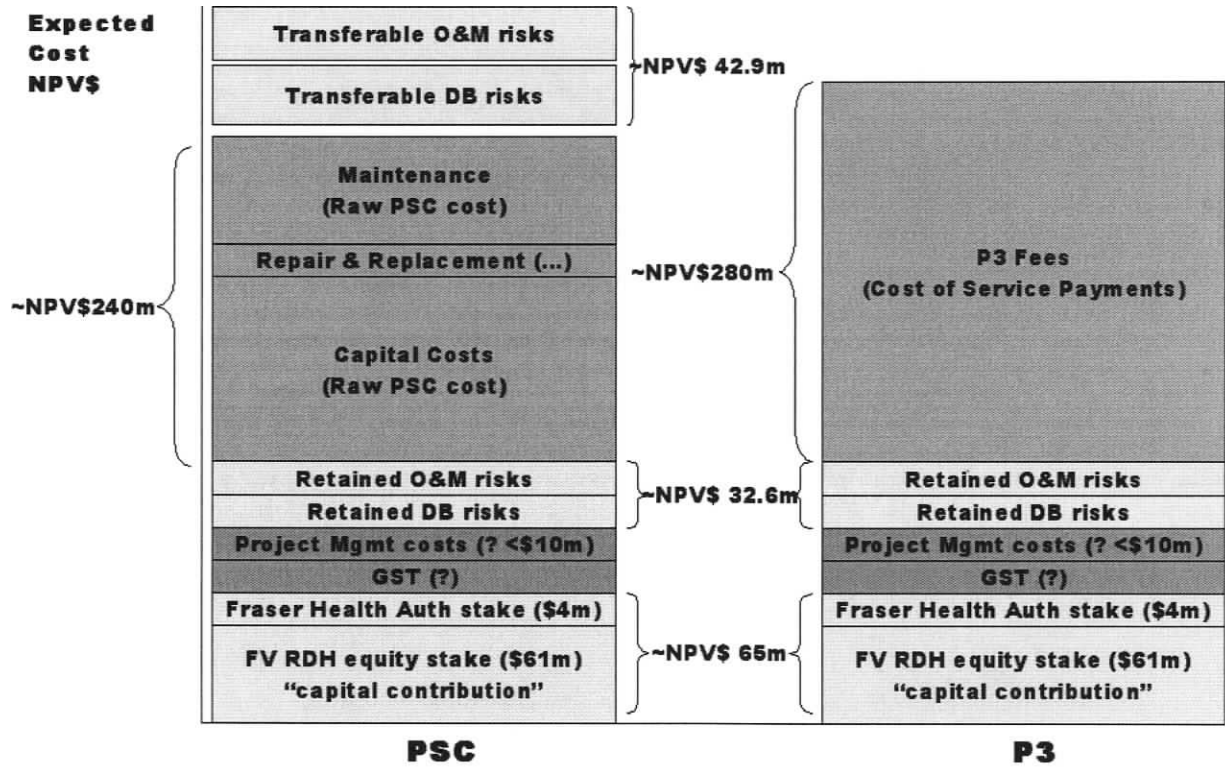 Expected
Cost
NPV$
Transferable O&M risks
Transferable DB risks
~NPV$ 42.9m
Maintenance
(Raw PSC cost)
Repair & Replacement (...)
Capital Costs
(Raw PSC cost)
~NPV$240m
~NPV$280m
P3 Fees
(Cost of Service Payments)
Retained O&M risks
Retained DB risks
~NPV$ 32.6m
Retained O&M risks
Retained DB risks
Project Mgmt costs (? <$10m)
GST (?)
Project Mgmt costs (? <$10m)
GST (?)
Fraser Health Auth stake ($4m)
FV RDH equity stake ($61m)
“capital contribution”
~NPV$ 65m
Fraser Health Auth stake ($4m)
FV RDH equity stake ($61m)
“capital contribution”
PSC
P3